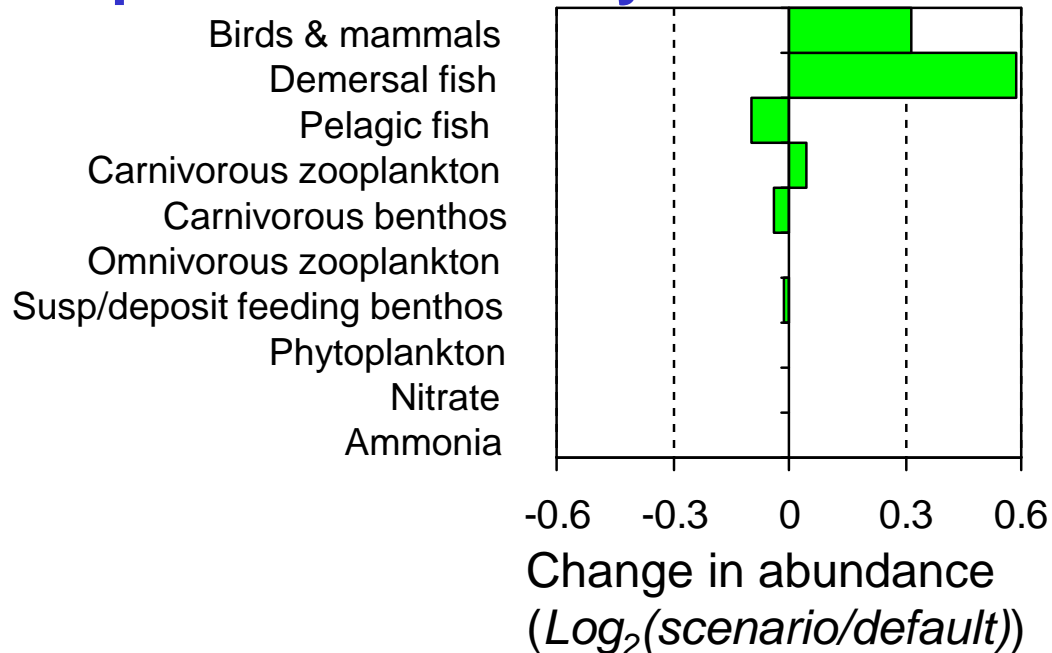 Birds & mammals
Demersal fish
Pelagic fish
Carnivorous zooplankton
Carnivorous benthos
Omnivorous zooplankton
Susp/deposit feeding benthos
Phytoplankton
Nitrate
Ammonia
-0.6 -0.3 0 0.3 0.6
Change in abundance
(Log₂(scenario/default))